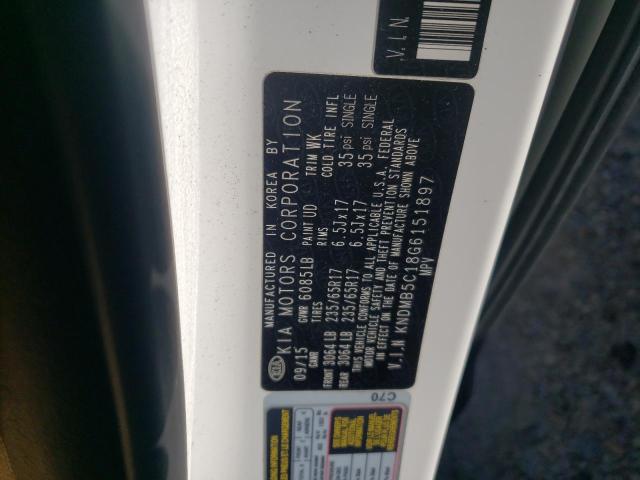 V.I.N.
MANUFACTURED IN KOREA BY
KIA MOTORS CORPORATION
KIA
09/15 GVWR 6085LB PAINT UD TRIM WK
GAWR TIRES RIMS COLD TIRE INFL
FRONT 3064 LB 235/65R17 6.5Jx17 35 psi SINGLE
REAR 3064 LB 235/65R17 6.5Jx17 35 psi SINGLE
THIS VEHICLE CONFORMS TO ALL APPLICABLE U.S.A. FEDERAL
MOTOR VEHICLE SAFETY AND THEFT PREVENTION STANDARDS
IN EFFECT ON THE DATE OF MANUFACTURE SHOWN ABOVE
V.I.N KNDMB5C18G6151897
MPV
C70